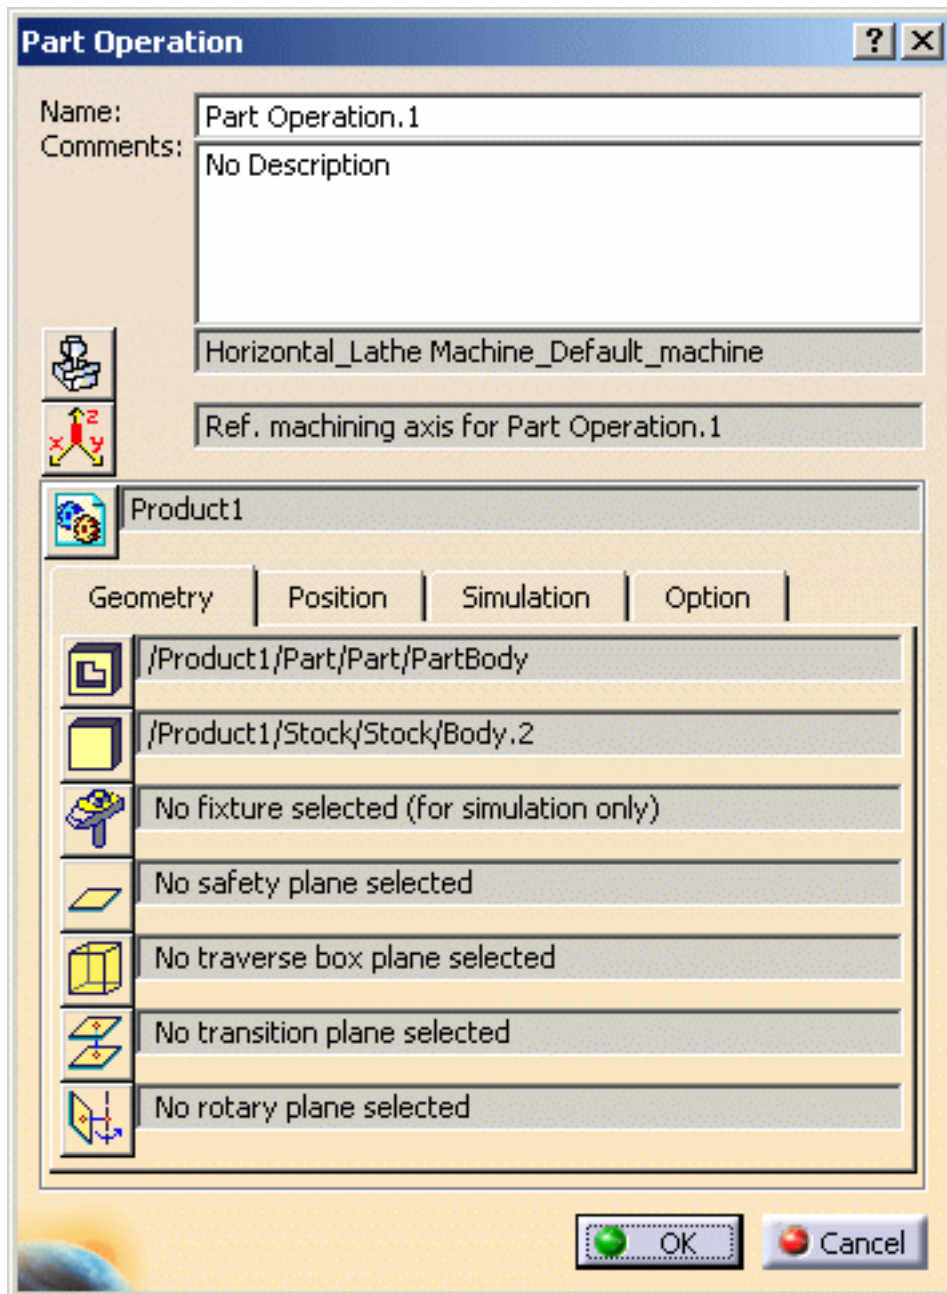 Part Operation
Name:
Part Operation.1
Comments:
No Description
Horizontal_Lathe Machine_Default_machine
z
x y
Ref. machining axis for Part Operation.1
Product1
Geometry Position Simulation Option
/Product1/Part/Part/PartBody
/Product1/Stock/Stock/Body.2
No fixture selected (for simulation only)
No safety plane selected
No traverse box plane selected
No transition plane selected
No rotary plane selected
OK Cancel